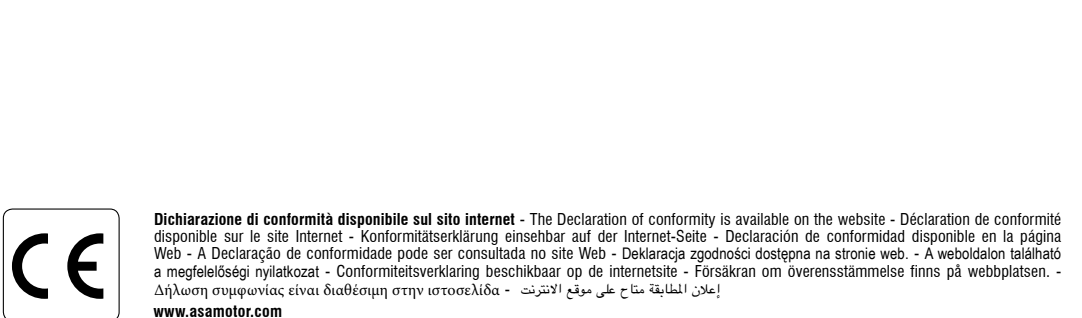 CE
Dichiarazione di conformità disponibile sul sito internet - The Declaration of conformity is available on the website - Déclaration de conformité
disponible sur le site Internet - Konformitätserklärung einsehbar auf der Internet-Seite - Declaración de conformidad disponible en la página
Web - A Declaração de conformidade pode ser consultada no site Web - Deklaracja zgodności dostępna na stronie web. - A weboldalon található
a megfelelőségi nyilatkozat - Conformiteitsverklaring beschikbaar op de internetsite - Försäkran om överensstämmelse finns på webbplatsen. -
Δήλωση συμφωνίας είναι διαθέσιμη στην ιστοσελίδα - إعلان المطابقة متاح على موقع الانترنت
www.asamotor.com